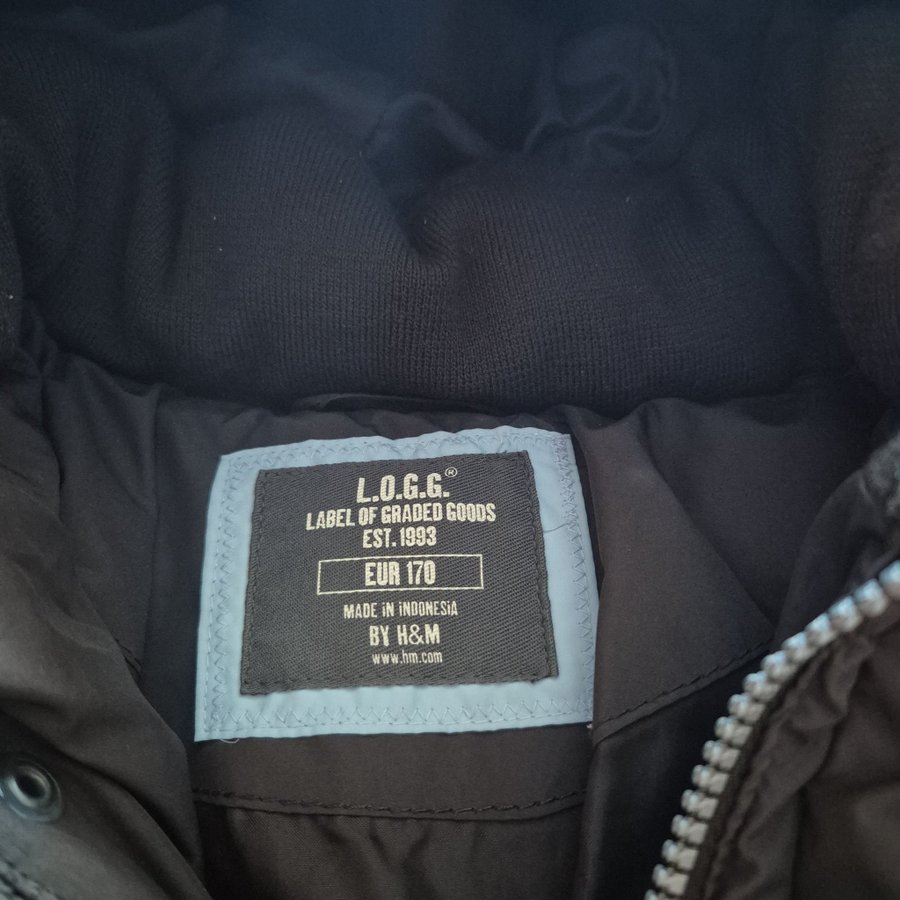 L.O.G.G.®
LABEL OF GRADED GOODS
EST. 1993
EUR 170
MADE IN INDONESIA
BY H&M
www.hm.com